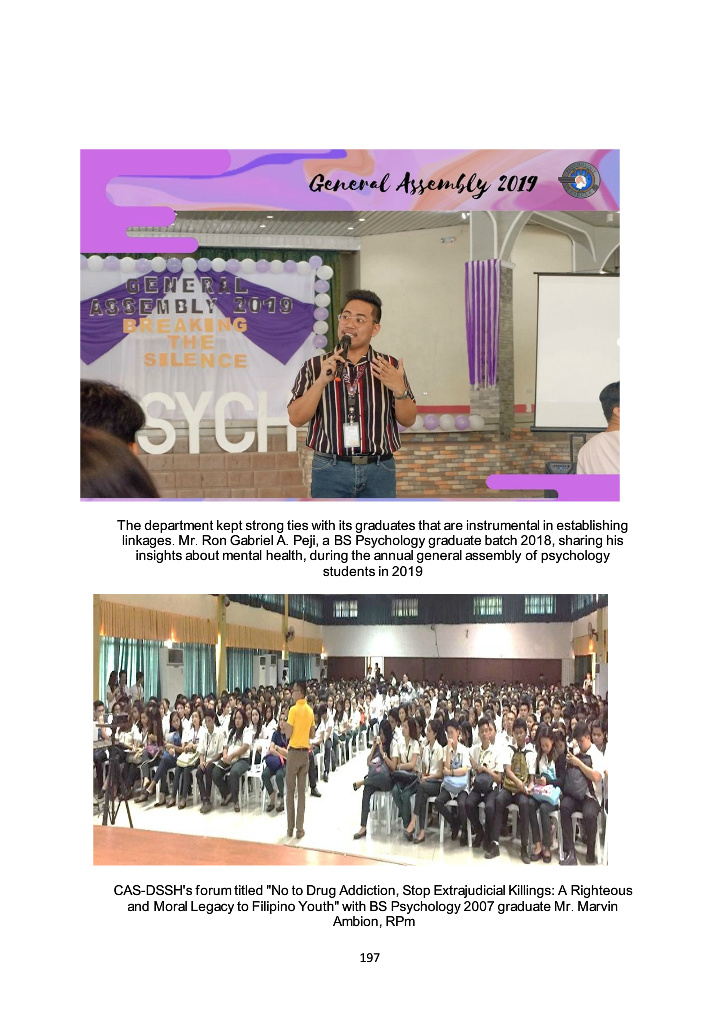 General Assembly 2019
GENERAL
ASSEMBLY 2019
BREAKING
THE
SILENCE
SYCH
The department kept strong ties with its graduates that are instrumental in establishing
linkages. Mr. Ron Gabriel A. Peji, a BS Psychology graduate batch 2018, sharing his
insights about mental health, during the annual general assembly of psychology
students in 2019
CAS-DSSH's forum titled "No to Drug Addiction, Stop Extrajudicial Killings: A Righteous
and Moral Legacy to Filipino Youth" with BS Psychology 2007 graduate Mr. Marvin
Ambion, RPm
197